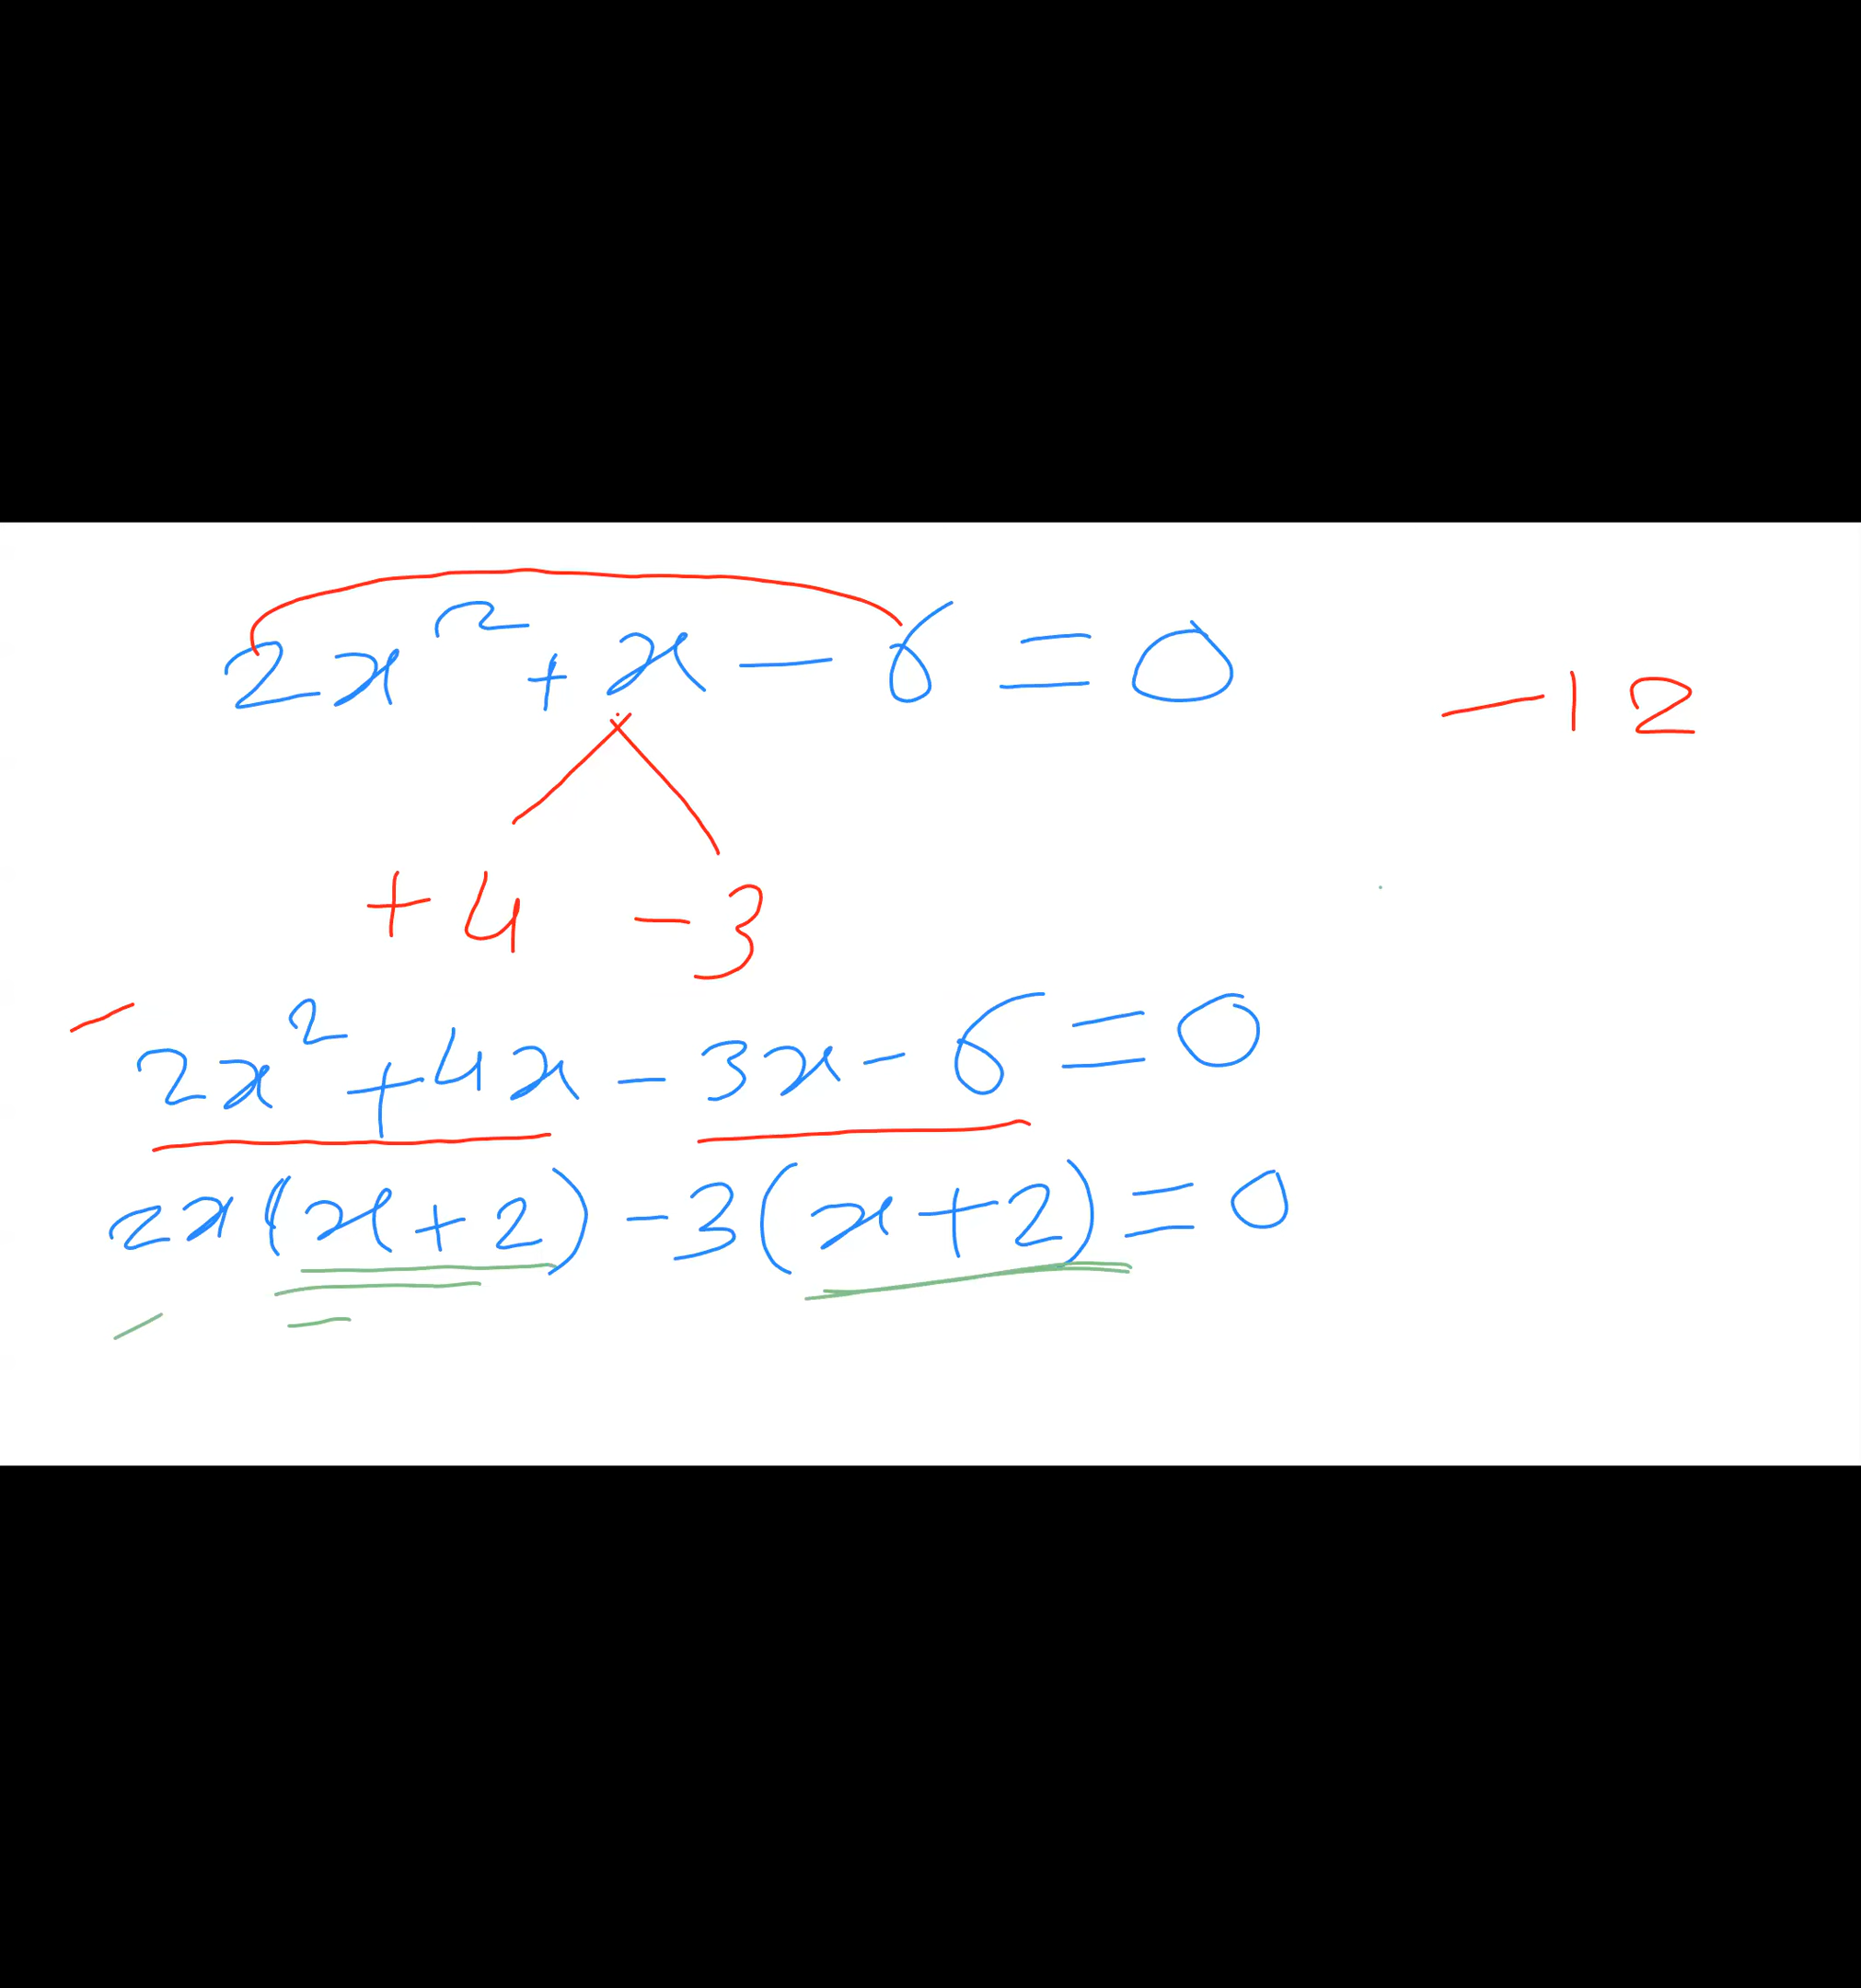 2x² + x - 6 = 0
-12
+4 -3
2x² + 4x - 3x - 6 = 0
2x(x + 2) - 3(x + 2) = 0